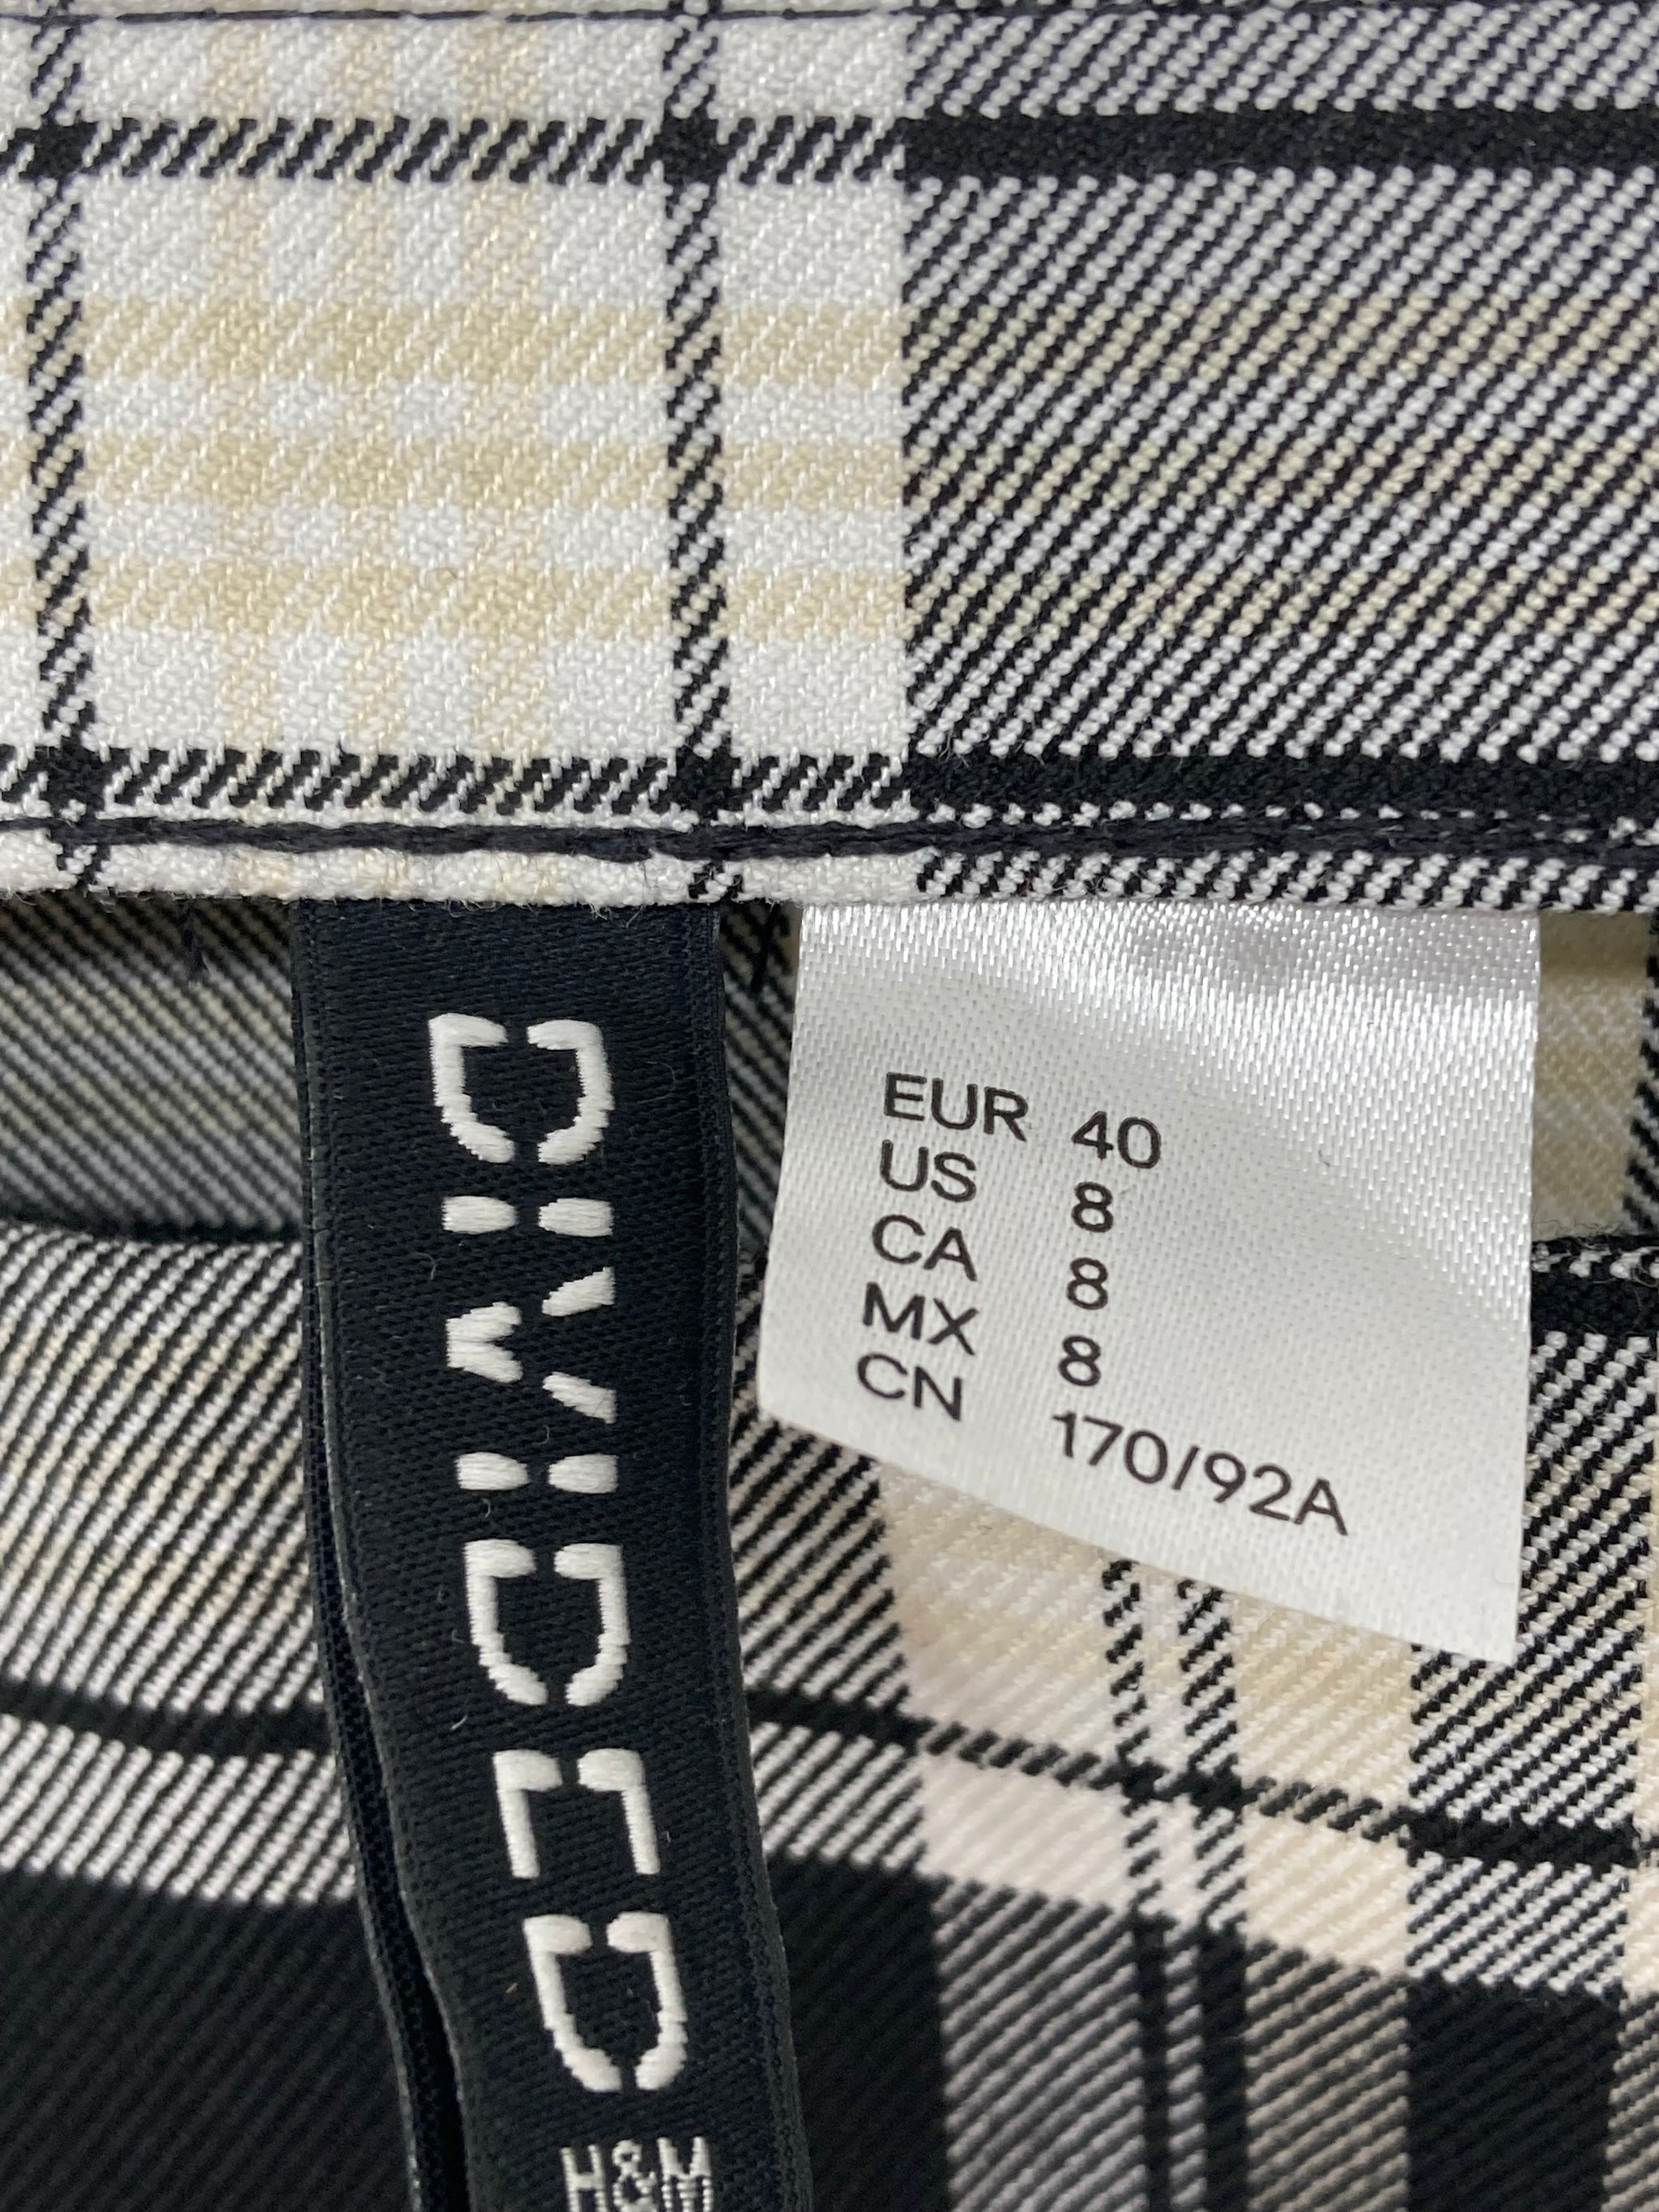 DIVIDED
H&M
EUR 40
US 8
CA 8
MX 8
CN 170/92A